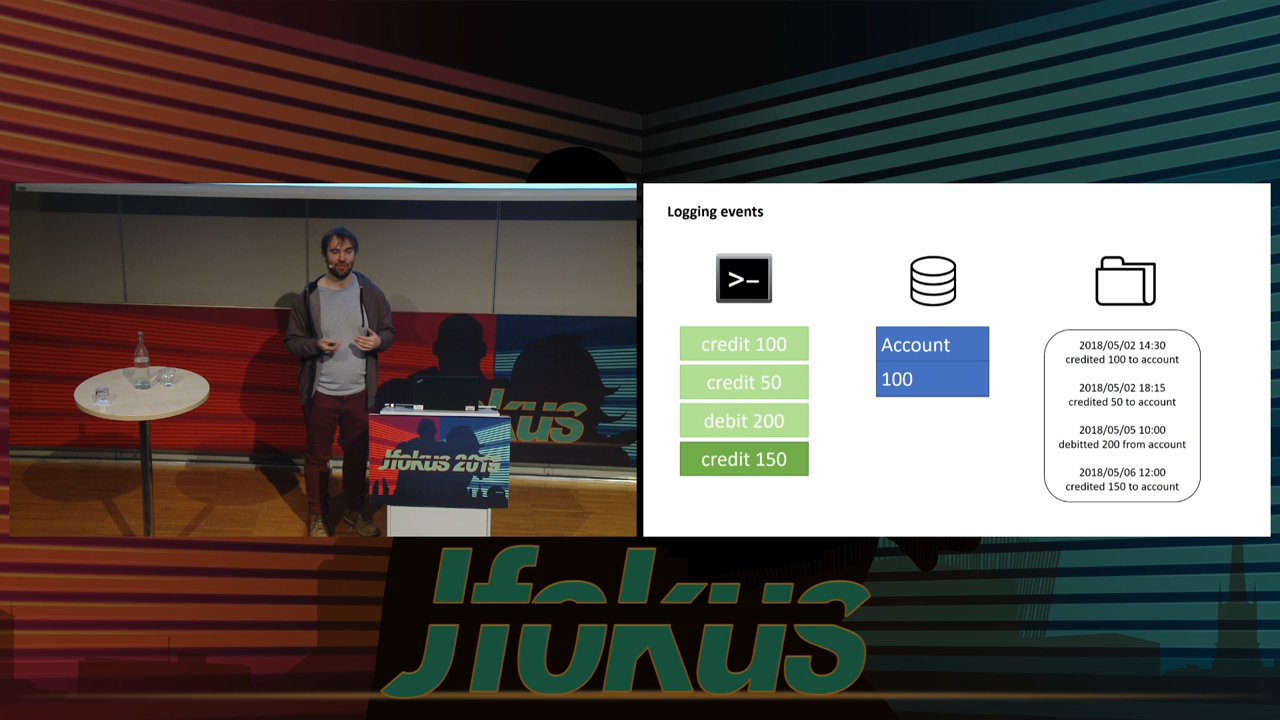 Logging events
>_
credit 100
credit 50
debit 200
credit 150
Account
100
2018/05/02 14:30
credited 100 to account
2018/05/02 18:15
credited 50 to account
2018/05/05 10:00
debitted 200 from account
2018/05/06 12:00
credited 150 to account
kus
Jfokus 2019
Jfokus